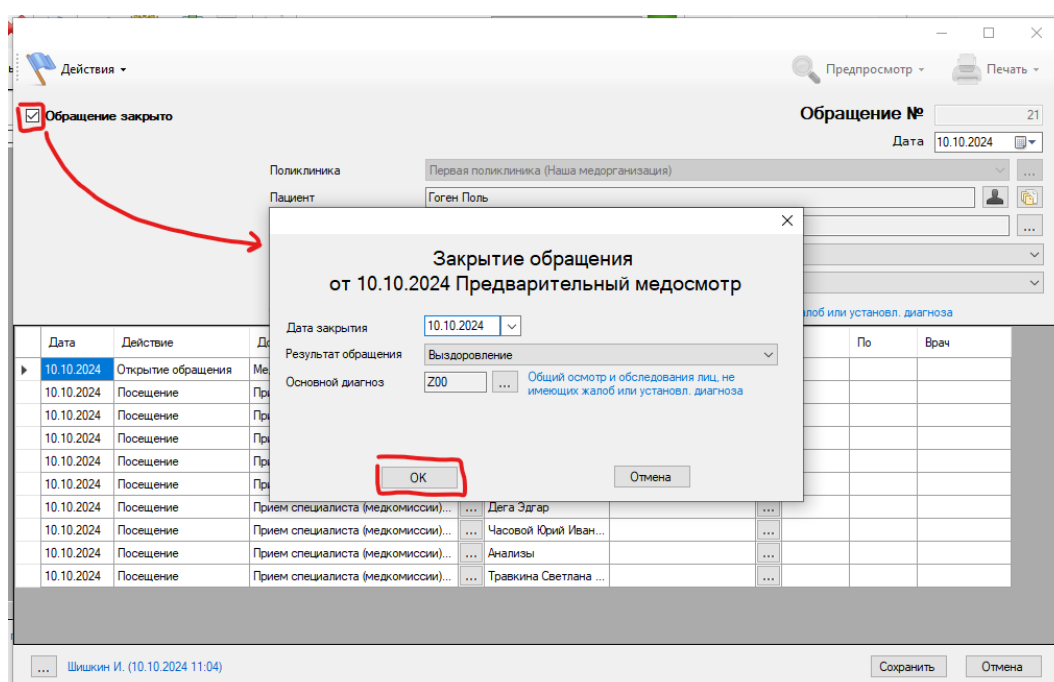 Действия
Предпросмотр
Печать
Обращение закрыто
Обращение №
21
Дата
10.10.2024
Поликлиника
Первая поликлиника (Наша медорганизация)
...
Пациент
Гоген Поль
...
Закрытие обращения
от 10.10.2024 Предварительный медосмотр
Дата закрытия
10.10.2024
Результат обращения
Выздоровление
Основной диагноз
Z00
...
Общий осмотр и обследования лиц, не
имеющих жалоб или установл. диагноза
ОК
Отмена
или установл. диагноза
Дата Действие По Врач
10.10.2024 Открытие обращения
10.10.2024 Посещение
10.10.2024 Посещение
10.10.2024 Посещение
10.10.2024 Посещение
10.10.2024 Посещение
10.10.2024 Посещение Прием специалиста (медкомиссии)... ... Дега Эдгар ...
10.10.2024 Посещение Прием специалиста (медкомиссии)... ... Часовой Юрий Иван... ...
10.10.2024 Посещение Прием специалиста (медкомиссии)... ... Анализы ...
10.10.2024 Посещение Прием специалиста (медкомиссии)... ... Травкина Светлана ... ...
... Шишкин И. (10.10.2024 11:04)
Сохранить
Отмена